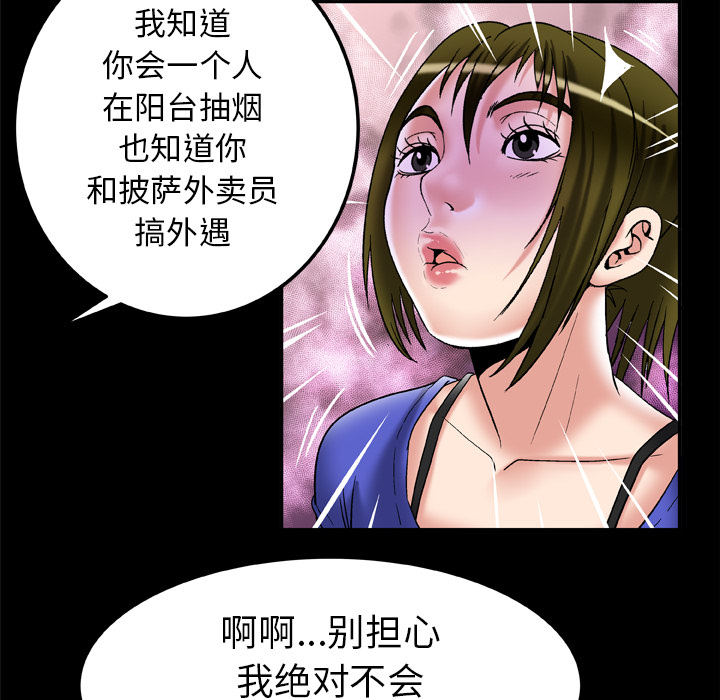 我知道
你会一个人
在阳台抽烟
也知道你
和披萨外卖员
搞外遇
啊啊...别担心
我绝对不会